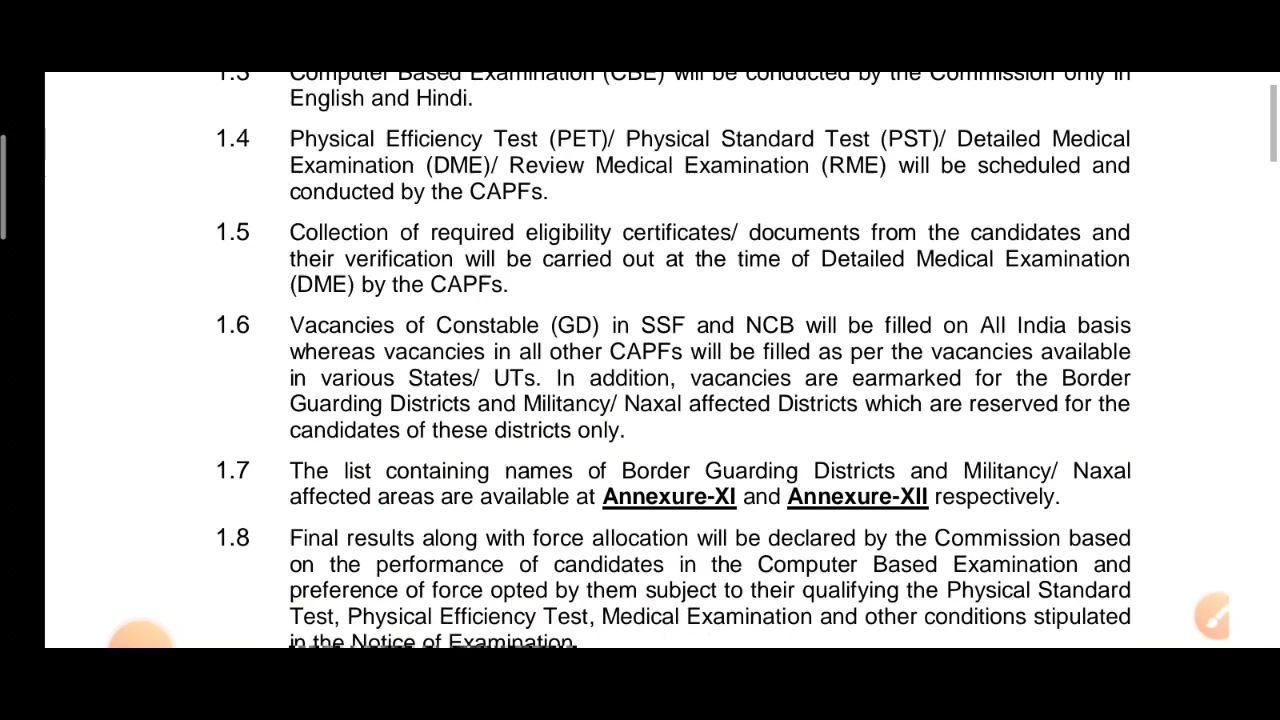 1.3 Computer Based Examination (CBE) will be conducted by the Commission only in
English and Hindi.
1.4 Physical Efficiency Test (PET)/ Physical Standard Test (PST)/ Detailed Medical
Examination (DME)/ Review Medical Examination (RME) will be scheduled and
conducted by the CAPFs.
1.5 Collection of required eligibility certificates/ documents from the candidates and
their verification will be carried out at the time of Detailed Medical Examination
(DME) by the CAPFs.
1.6 Vacancies of Constable (GD) in SSF and NCB will be filled on All India basis
whereas vacancies in all other CAPFs will be filled as per the vacancies available
in various States/ UTs. In addition, vacancies are earmarked for the Border
Guarding Districts and Militancy/ Naxal affected Districts which are reserved for the
candidates of these districts only.
1.7 The list containing names of Border Guarding Districts and Militancy/ Naxal
affected areas are available at Annexure-XI and Annexure-XII respectively.
1.8 Final results along with force allocation will be declared by the Commission based
on the performance of candidates in the Computer Based Examination and
preference of force opted by them subject to their qualifying the Physical Standard
Test, Physical Efficiency Test, Medical Examination and other conditions stipulated
in the Notice of Examination.